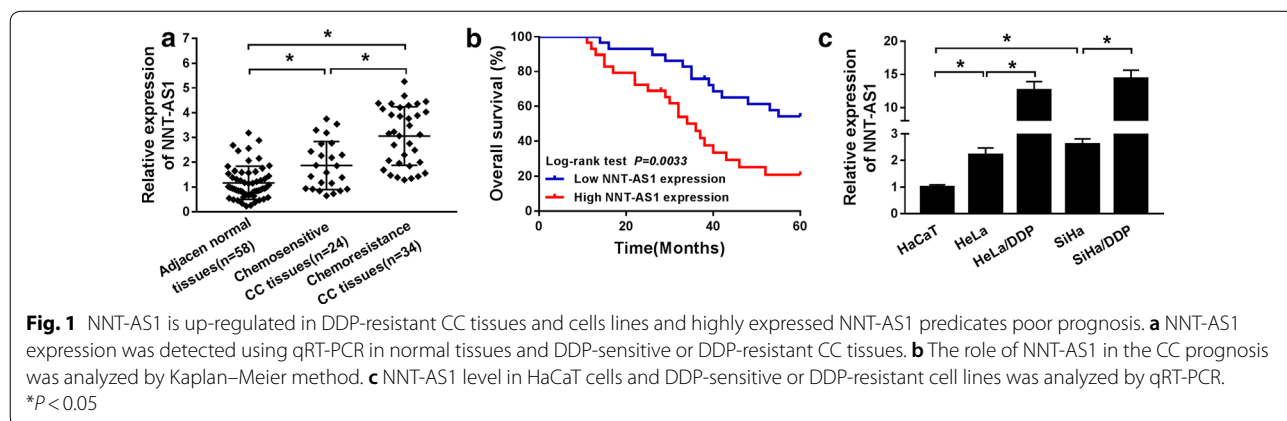 a
Relative expression
of NNT-AS1
7
6
5
4
3
2
1
0
*
*
*
Adjacen normal
tissues(n=58)
Chemosensitive
CC tissues(n=24)
Chemoresistance
CC tissues(n=34)
b
Overall survival (%)
100
80
60
40
20
0
Log-rank test P=0.0033
Low NNT-AS1 expression
High NNT-AS1 expression
0
20
40
60
Time(Months)
c
Relative expression
of NNT-AS1
20
15
10
3
2
1
0
*
*
*
*
HaCaT
HeLa
HeLa/DDP
SiHa
SiHa/DDP
Fig. 1 NNT-AS1 is up-regulated in DDP-resistant CC tissues and cells lines and highly expressed NNT-AS1 predicates poor prognosis. a NNT-AS1
expression was detected using qRT-PCR in normal tissues and DDP-sensitive or DDP-resistant CC tissues. b The role of NNT-AS1 in the CC prognosis
was analyzed by Kaplan–Meier method. c NNT-AS1 level in HaCaT cells and DDP-sensitive or DDP-resistant cell lines was analyzed by qRT-PCR.
*P < 0.05